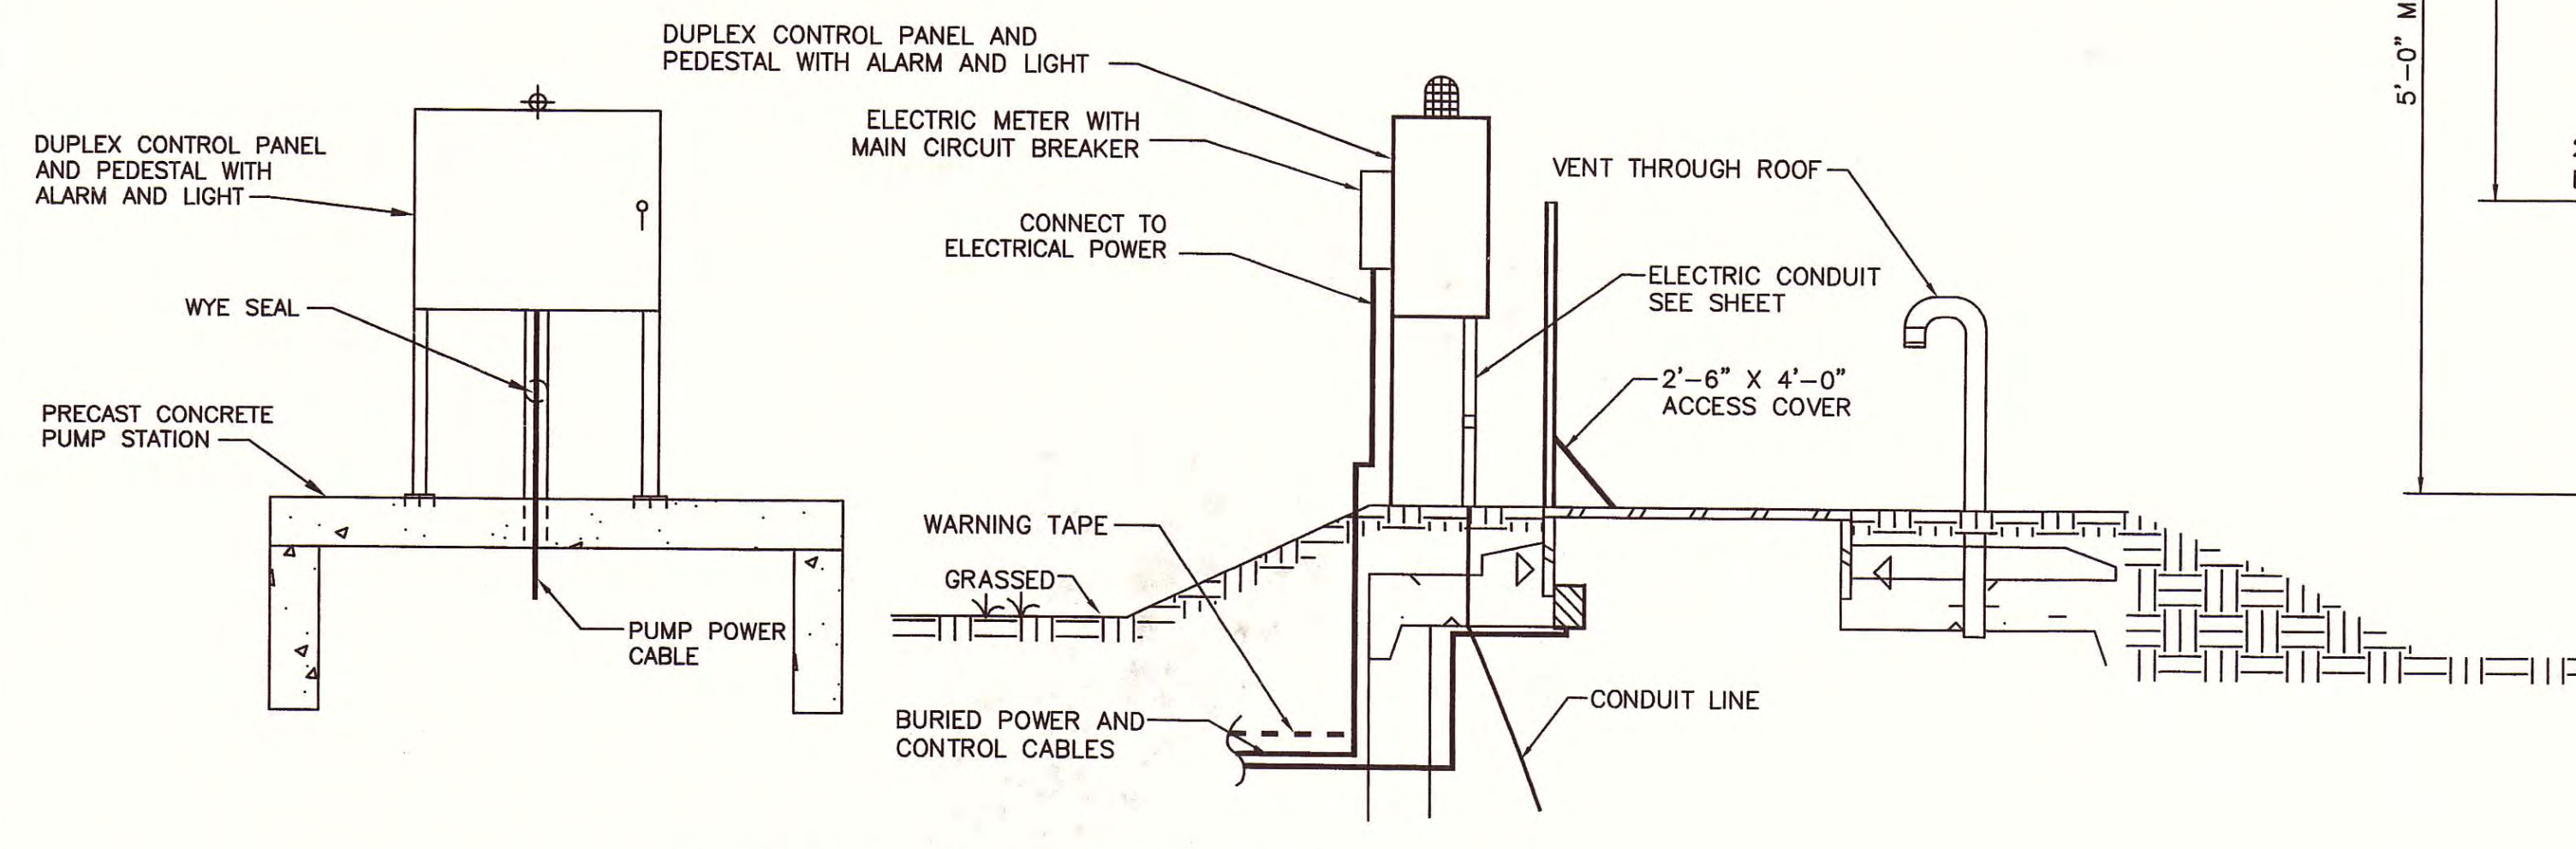 DUPLEX CONTROL PANEL
AND PEDESTAL WITH
ALARM AND LIGHT
WYE SEAL
PRECAST CONCRETE
PUMP STATION
PUMP POWER
CABLE
DUPLEX CONTROL PANEL AND
PEDESTAL WITH ALARM AND LIGHT
ELECTRIC METER WITH
MAIN CIRCUIT BREAKER
CONNECT TO
ELECTRICAL POWER
WARNING TAPE
GRASSED
BURIED POWER AND
CONTROL CABLES
VENT THROUGH ROOF
ELECTRIC CONDUIT
SEE SHEET
2'-6" X 4'-0"
ACCESS COVER
CONDUIT LINE
5'-0" M